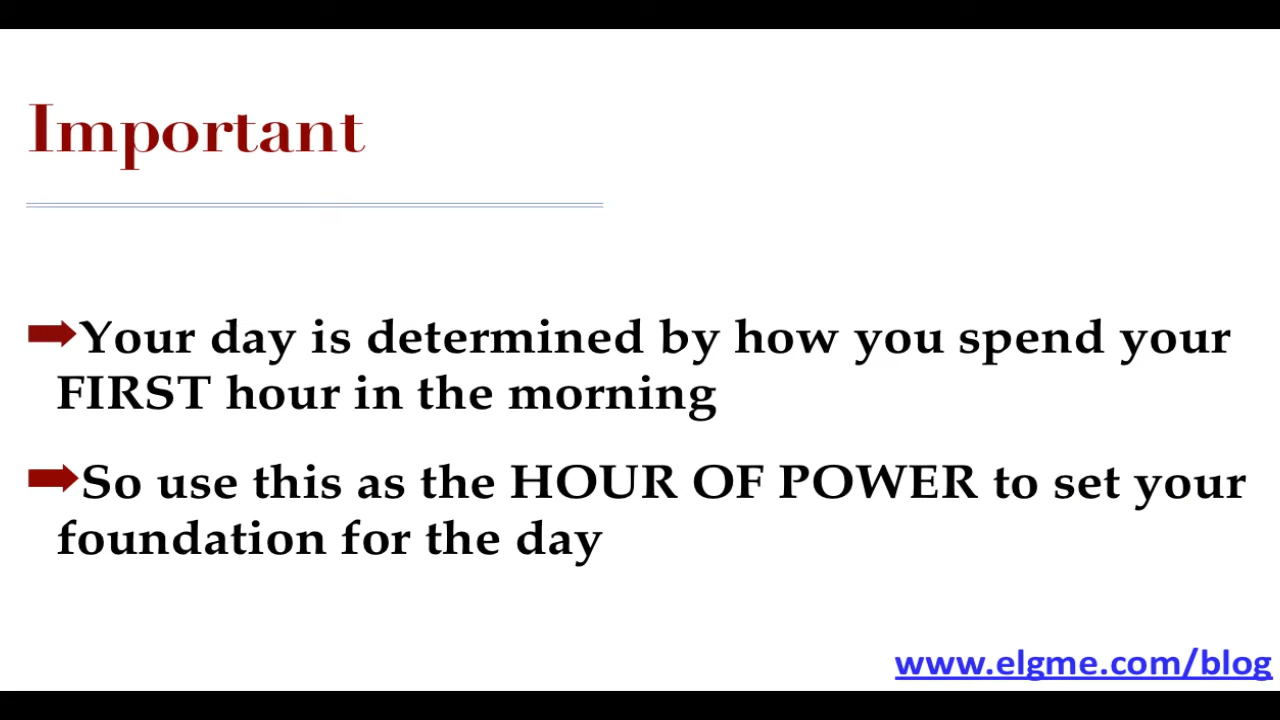 Important
Your day is determined by how you spend your
FIRST hour in the morning
So use this as the HOUR OF POWER to set your
foundation for the day
www.elgme.com/blog